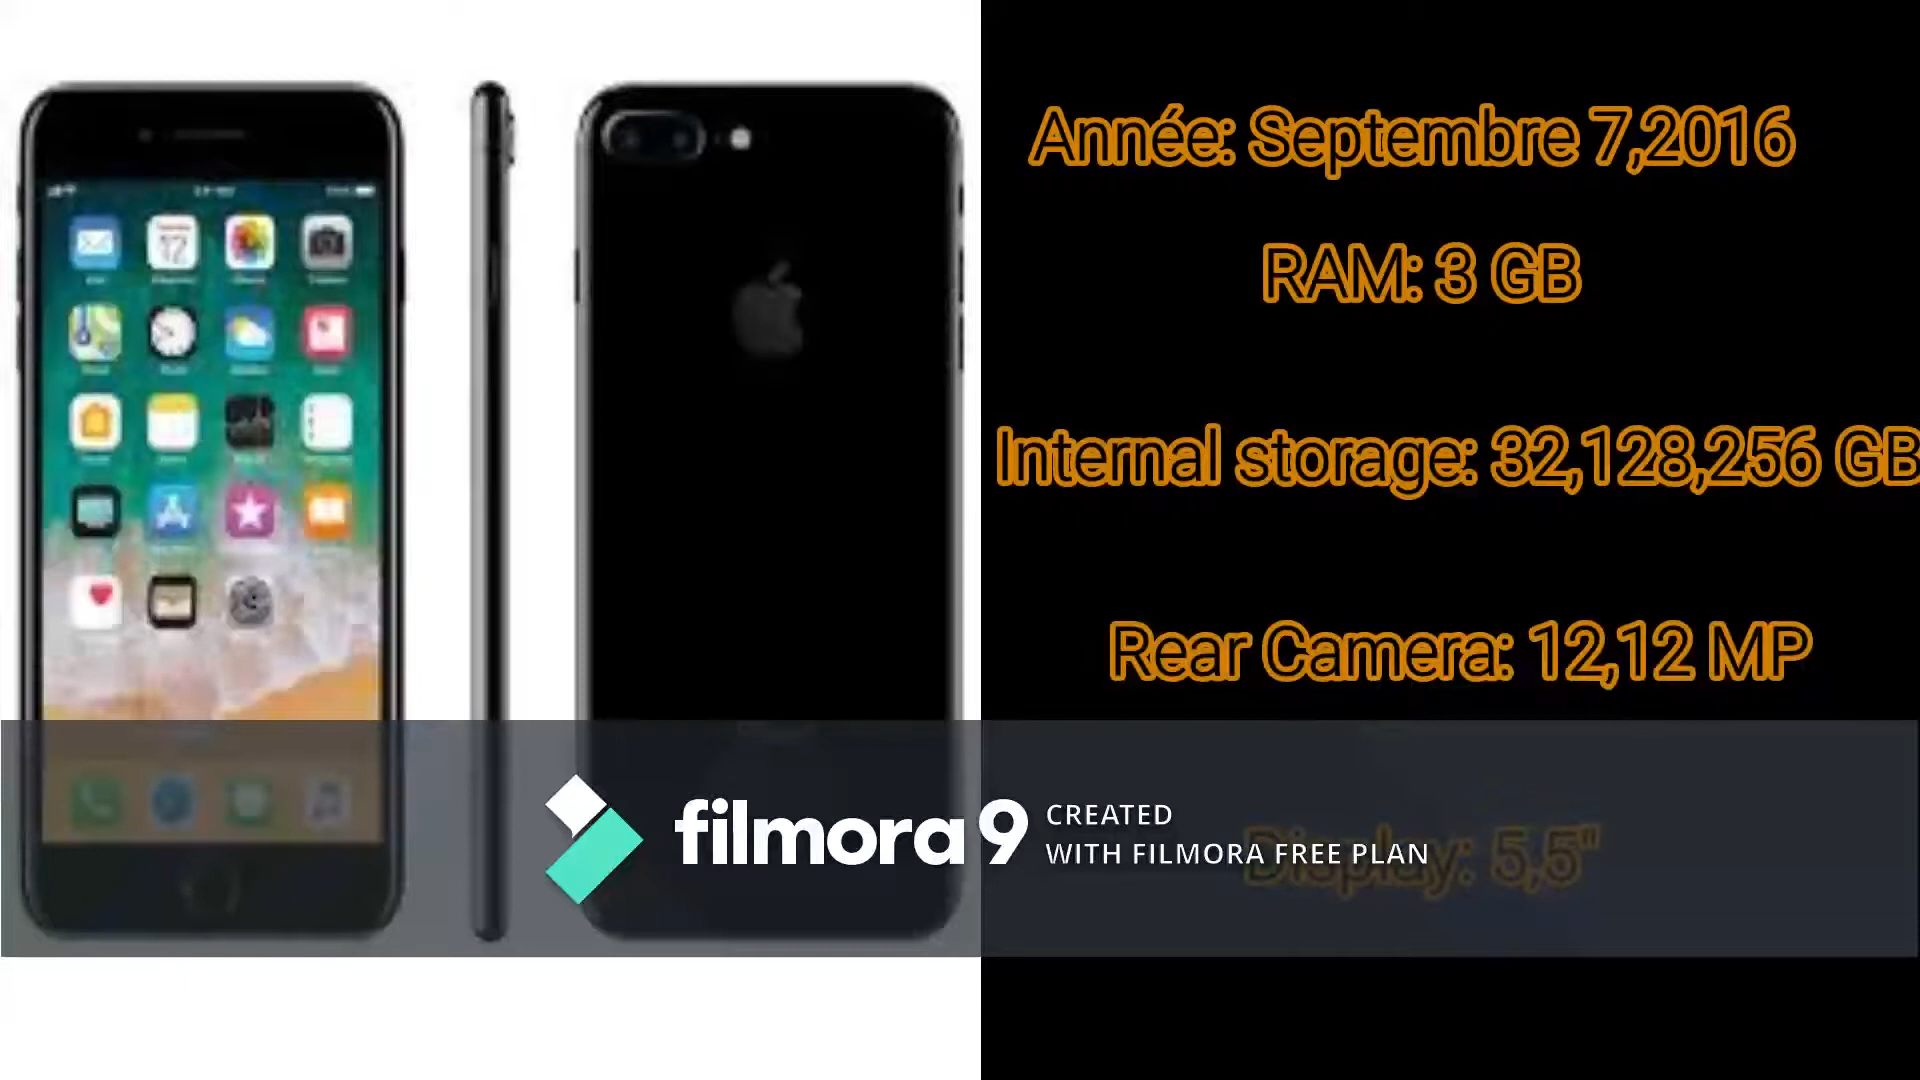 Année: Septembre 7,2016
RAM: 3 GB
Internal storage: 32,128,256 GB
Rear Camera: 12,12 MP
filmora9 CREATED
WITH FILMORA FREE PLAN
Display: 5,5"
12